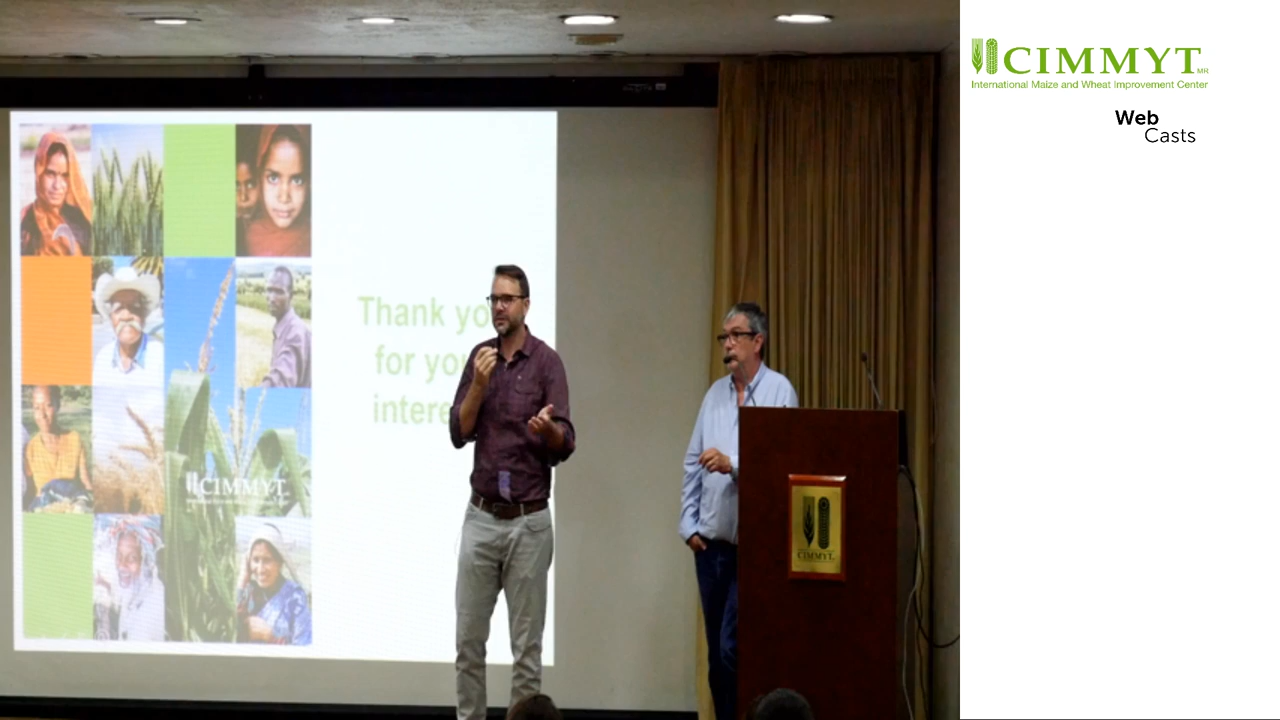 CIMMYT MR
International Maize and Wheat Improvement Center
Web
Casts
Thank yo
for you
intere
CIMMYT
CIMMYT